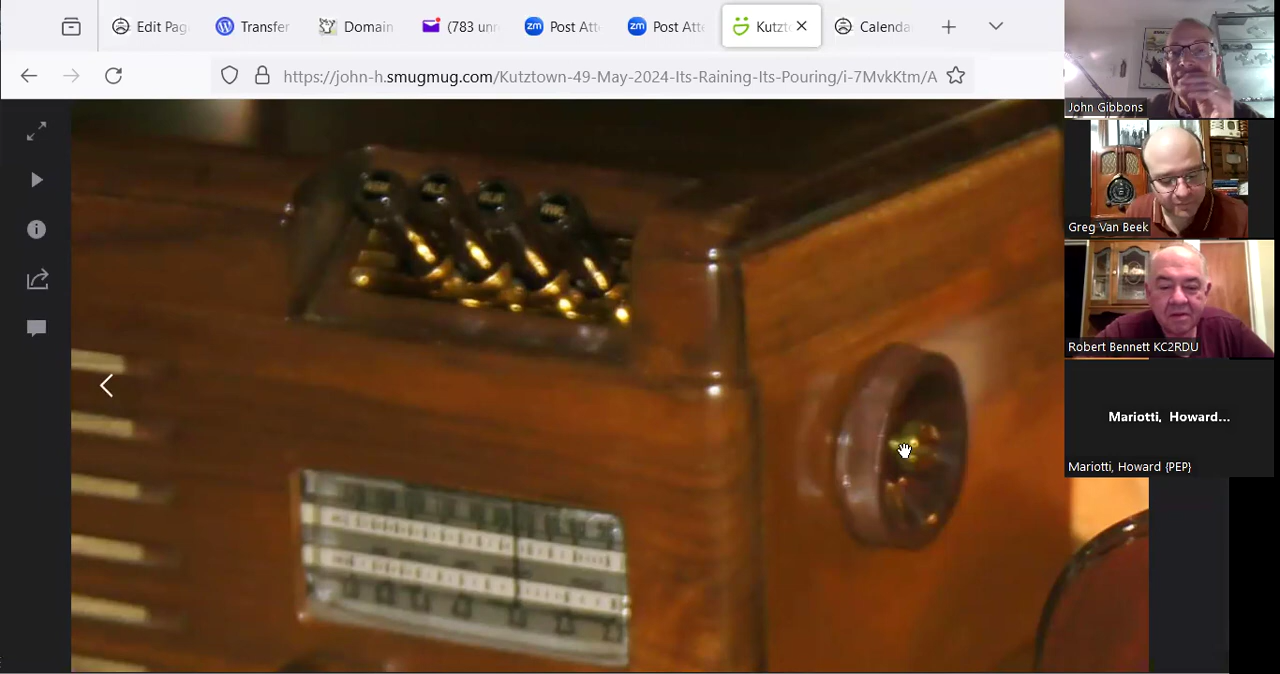 Edit Pag
Transfer
Domain
(783 unr
zm
Post Att
zm
Post Att
Kutzt
Calenda
https://john-h.smugmug.com/Kutztown-49-May-2024-Its-Raining-Its-Pouring/i-7MvkKtm/A
John Gibbons
Greg Van Beek
Robert Bennett KC2RDU
Mariotti, Howard...
Mariotti, Howard {PEP}